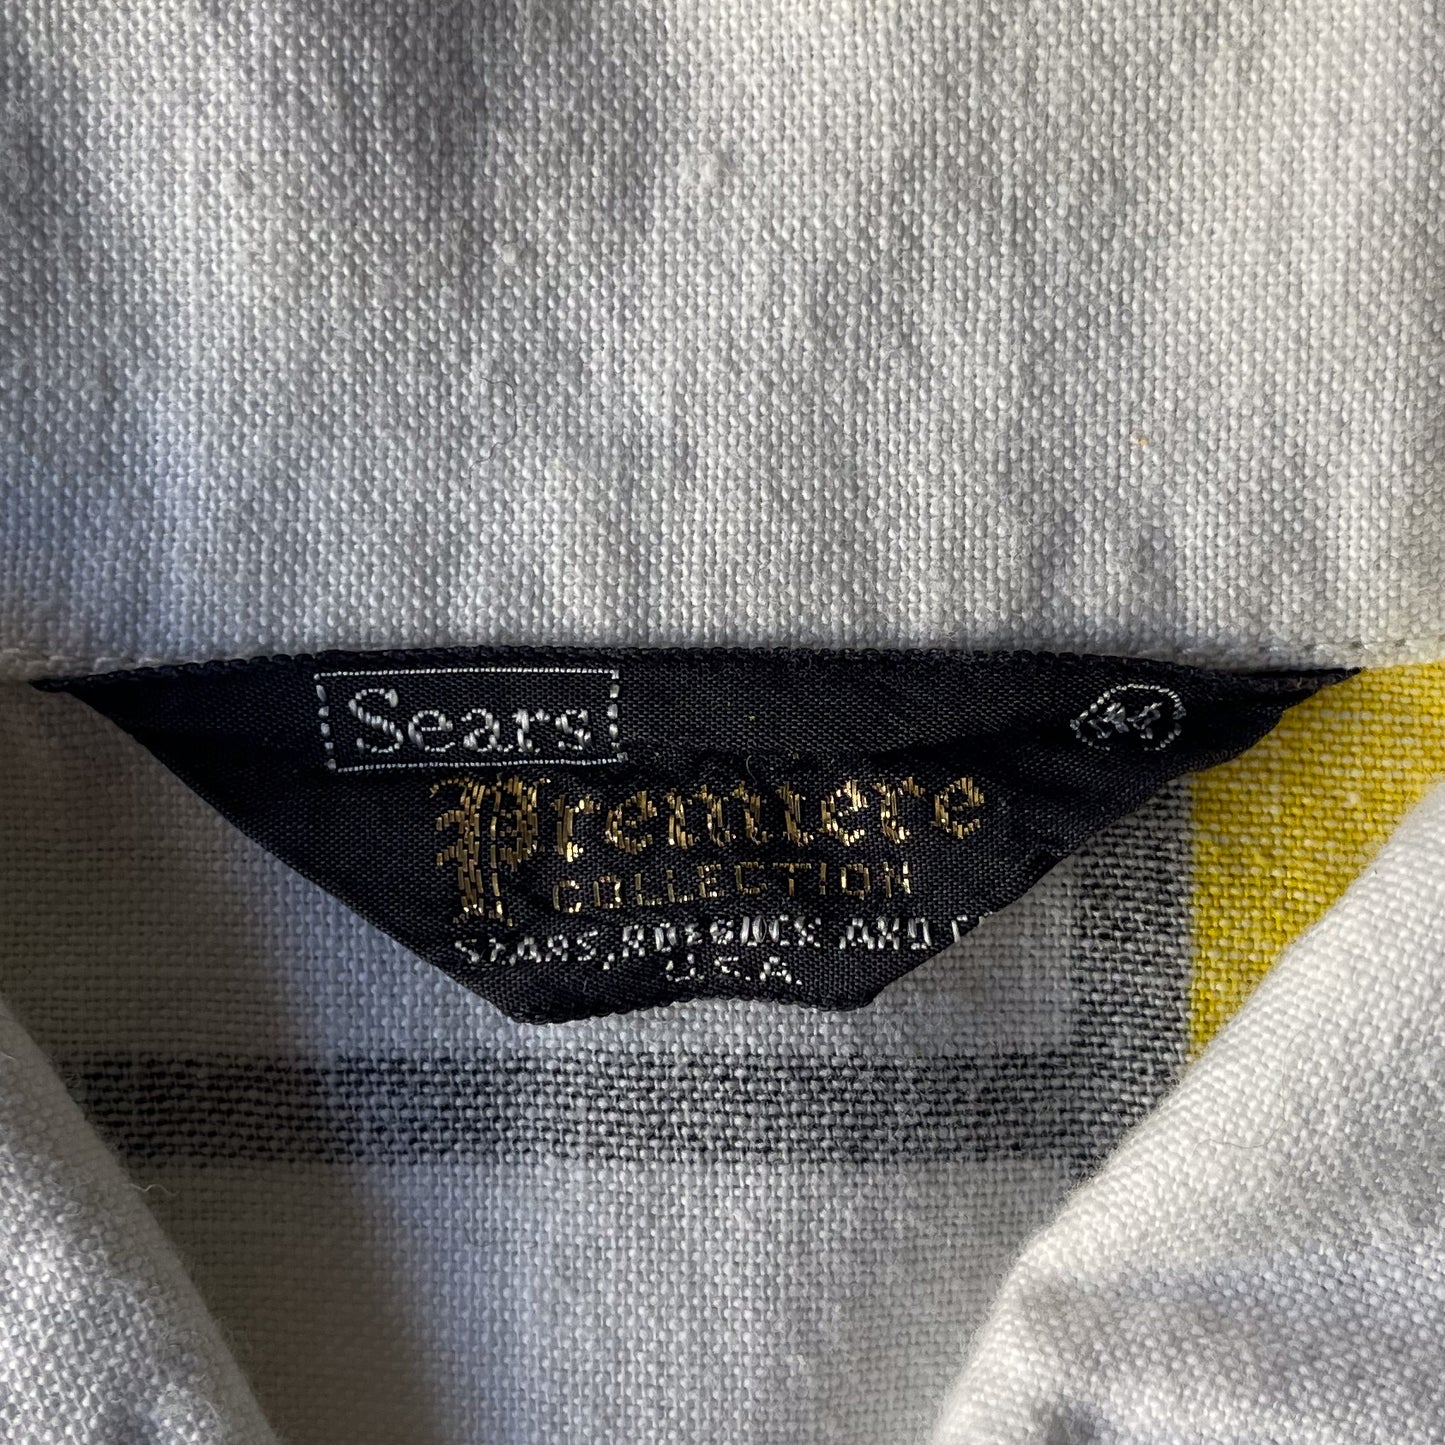 Sears
Premiere
COLLECTION
SEARS, ROEBUCK AND
U.S.A